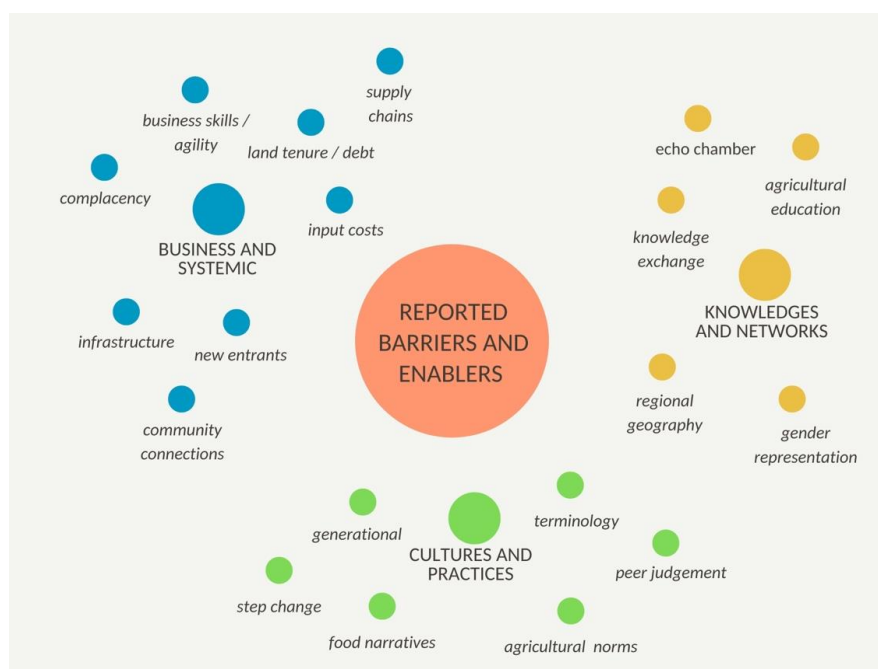 supply
chains
business skills /
agility
land tenure / debt
complacency
input costs
BUSINESS AND
SYSTEMIC
infrastructure
new entrants
community
connections
REPORTED
BARRIERS AND
ENABLERS
echo chamber
agricultural
education
knowledge
exchange
KNOWLEDGES
AND NETWORKS
regional
geography
gender
representation
generational
terminology
CULTURES AND
PRACTICES
peer judgement
step change
food narratives
agricultural norms